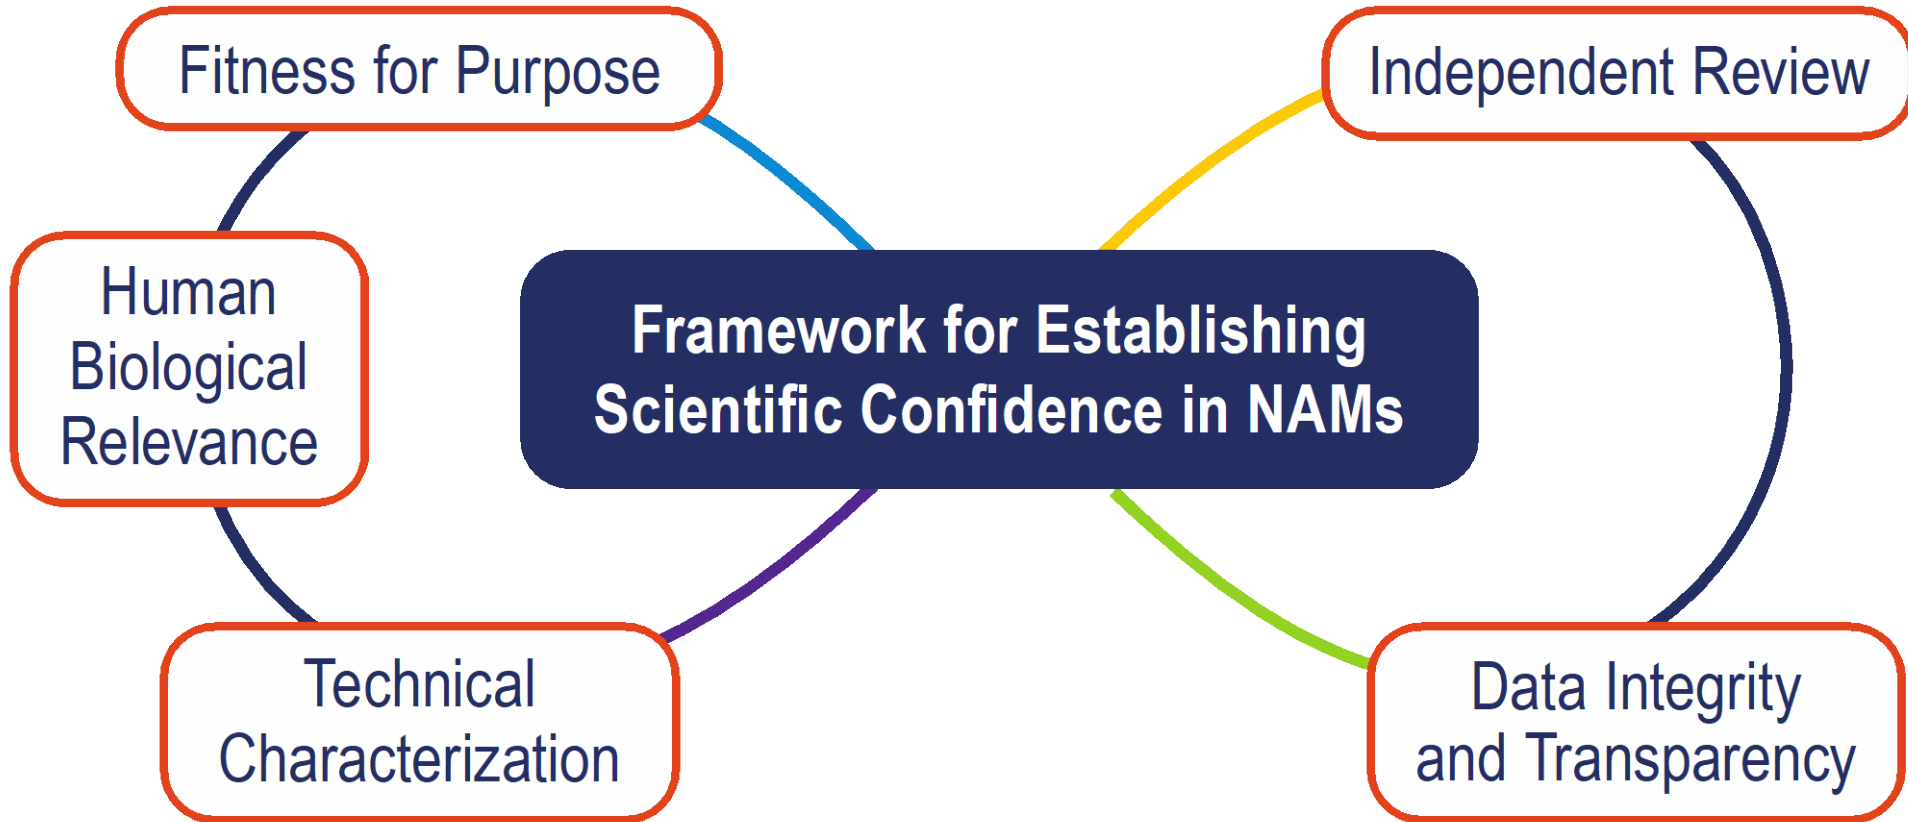 Fitness for Purpose
Independent Review
Human
Biological
Relevance
Framework for Establishing
Scientific Confidence in NAMs
Technical
Characterization
Data Integrity
and Transparency